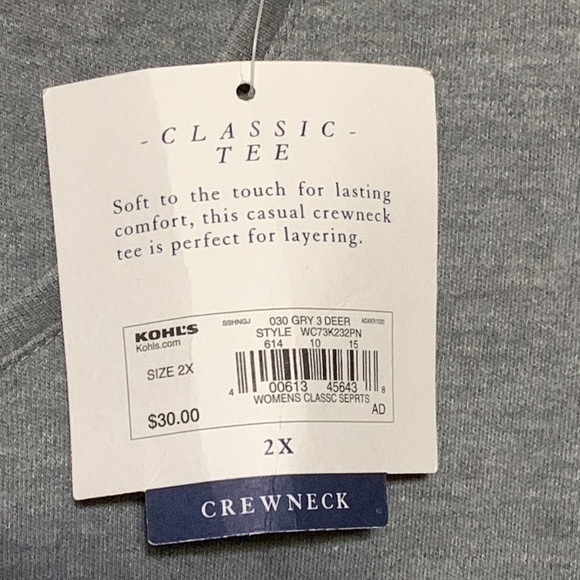 - CLASSIC -
TEE
Soft to the touch for lasting
comfort, this casual crewneck
tee is perfect for layering.
KOHL'S
Kohls.com
SIZE 2X
$30.00
SSHNGJ 030 GRY 3 DEER
STYLE WC73K232PN
614 10 15
4 00613 45643 8
WOMENS CLASSC SEPRTS
AD
2X
CREWNECK